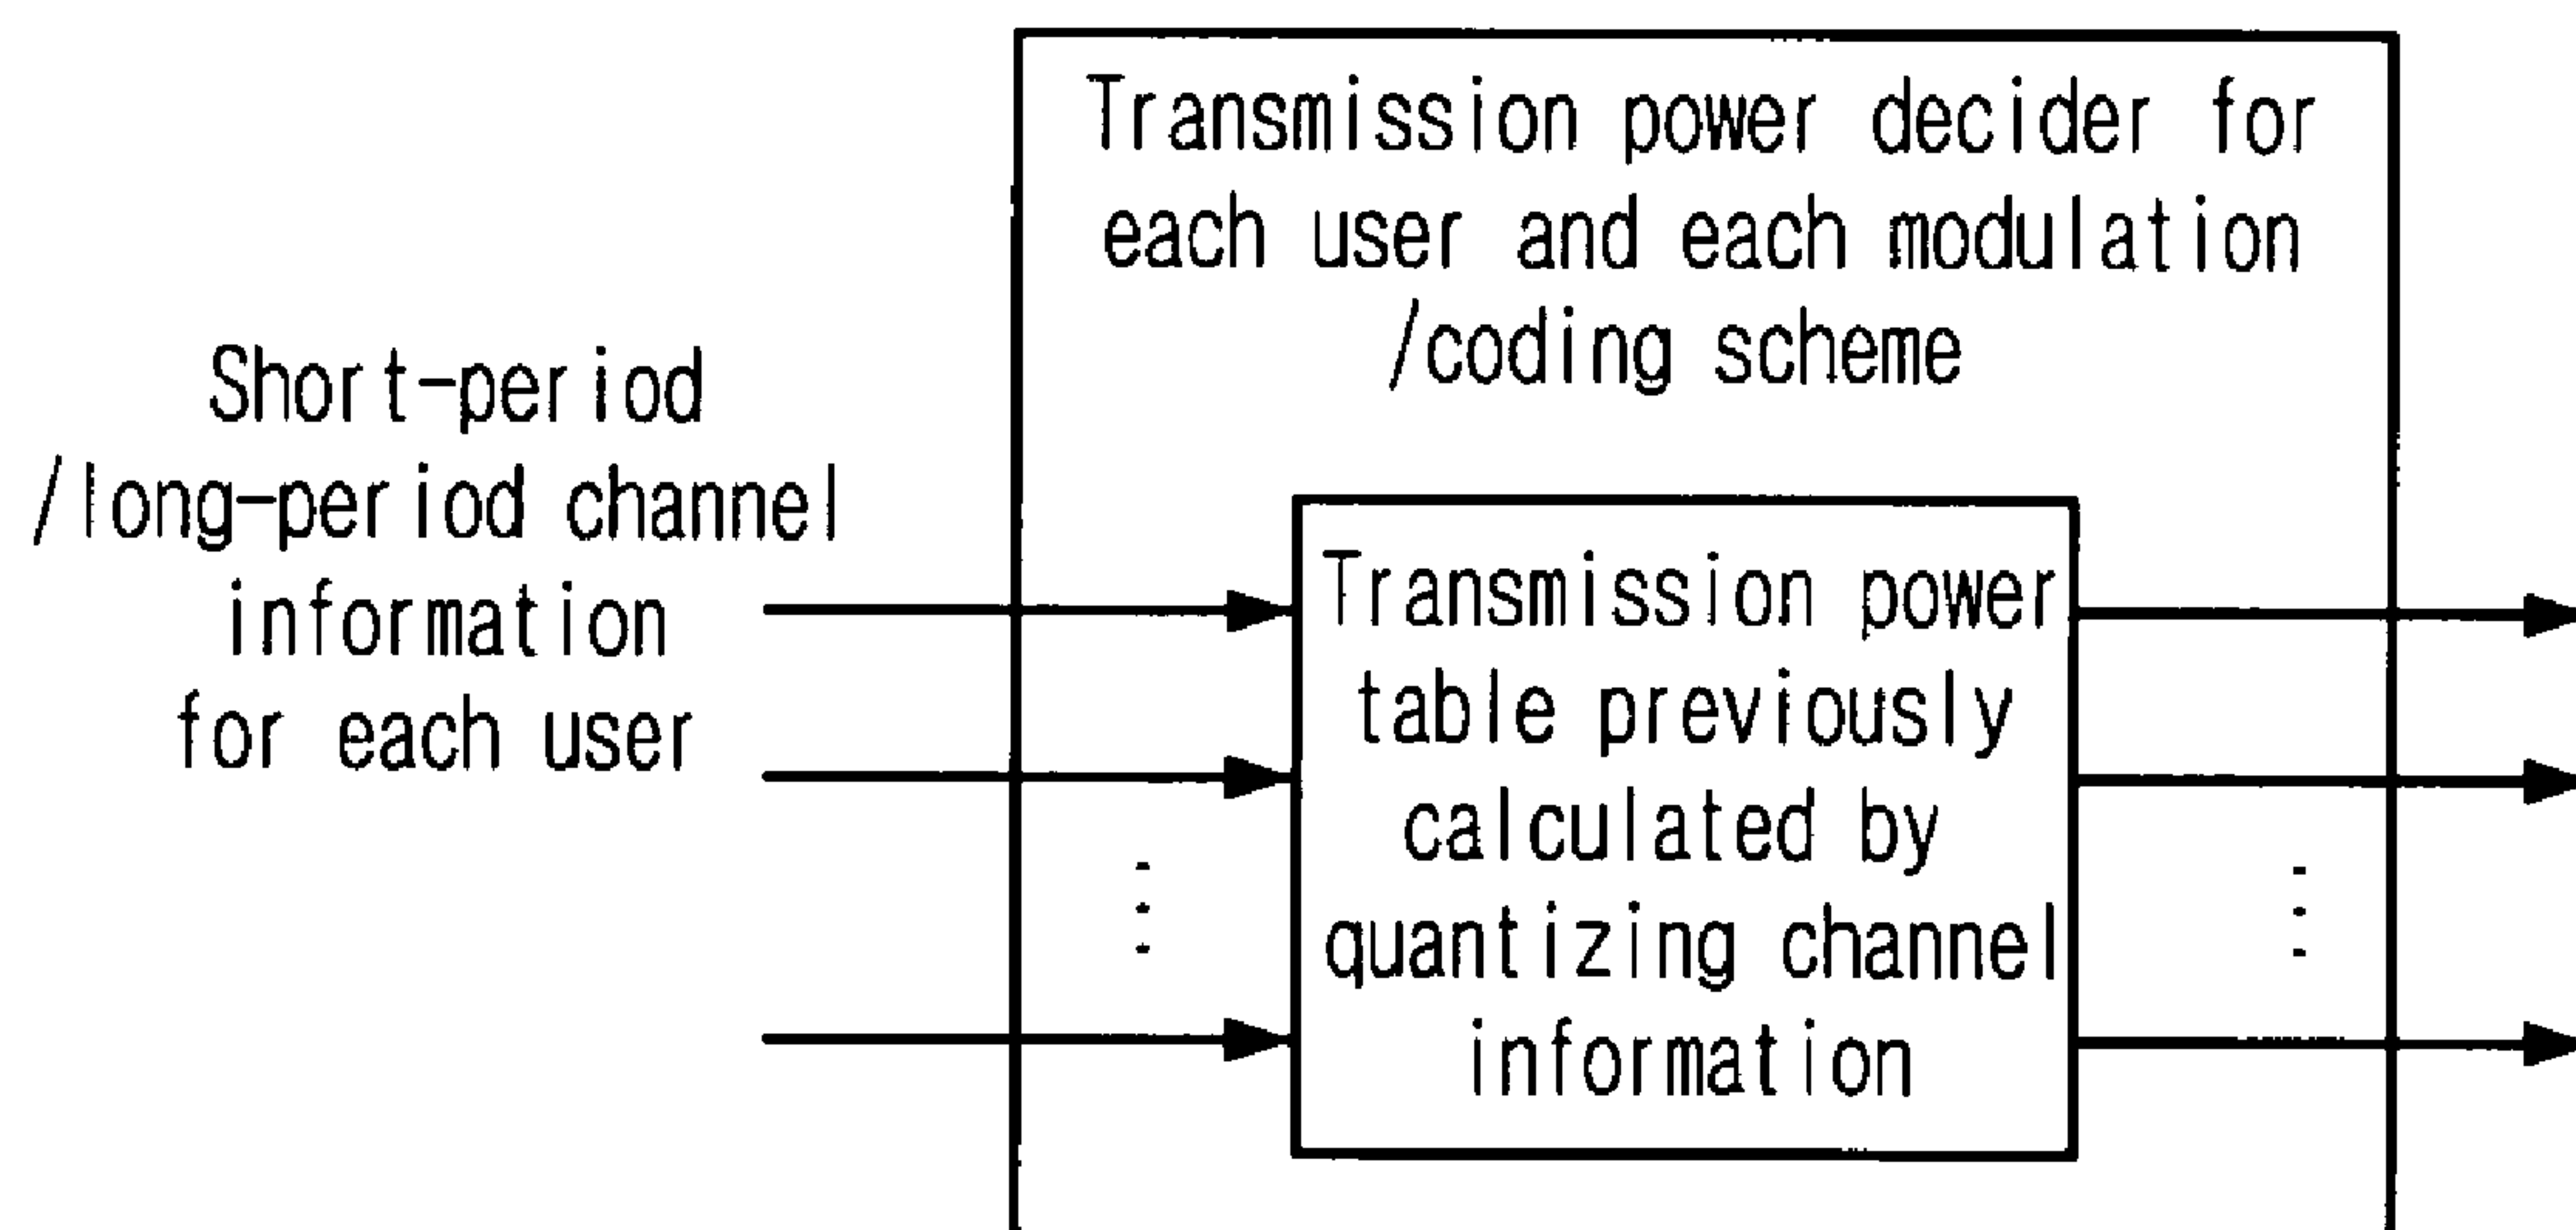 Transmission power decider for
each user and each modulation
/coding scheme
Short-period
/long-period channel
information
for each user
Transmission power
table previously
calculated by
quantizing channel
information